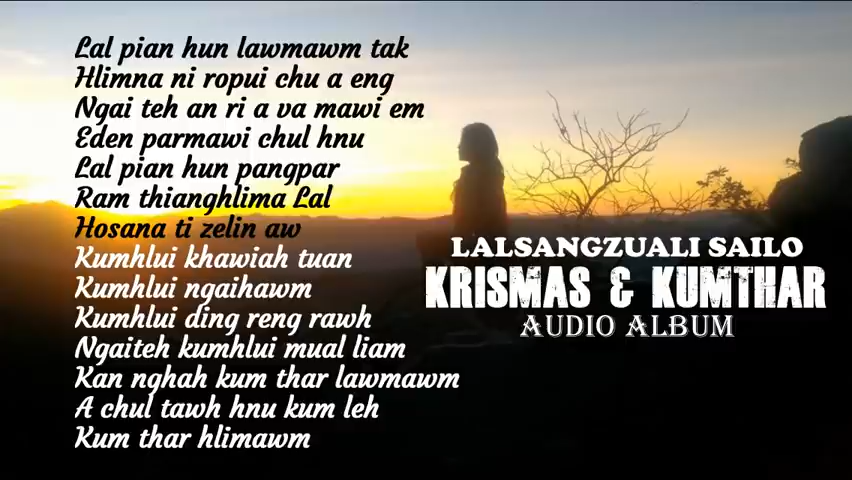 Lal pian hun lawmawm tak
Hlimna ni ropui chu a eng
Ngai teh an ri a va mawi em
Eden parmawi chul hnu
Lal pian hun pangpar
Ram thianghlima Lal
Hosana ti zelin aw
Kumhlui khawiah tuan
Kumhlui ngaihawm
Kumhlui ding reng rawh
Ngaiteh kumhlui mual liam
Kan nghah kum thar lawmawm
A chul tawh hnu kum leh
Kum thar hlimawm
LALSANGZUALI SAILO
KRISMAS & KUMTHAR
AUDIO ALBUM